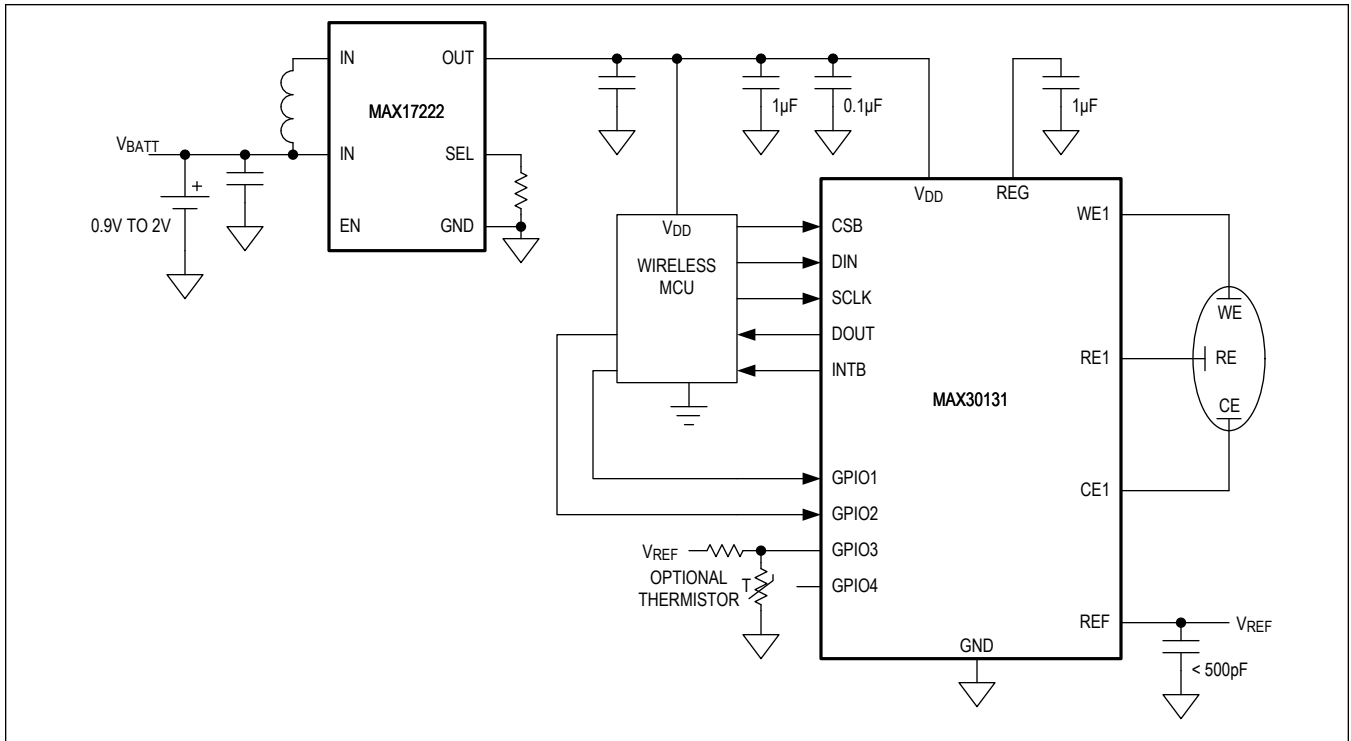 IN
OUT
MAX17222
VBATT
IN
SEL
+
0.9V TO 2V
EN
GND
1µF
0.1µF
1µF
VDD
WIRELESS
MCU
VDD
REG
CSB
DIN
SCLK
DOUT
INTB
MAX30131
GPIO1
GPIO2
GPIO3
GPIO4
GND
WE1
RE1
CE1
REF
WE
RE
CE
VREF
OPTIONAL
THERMISTOR
T
VREF
< 500pF